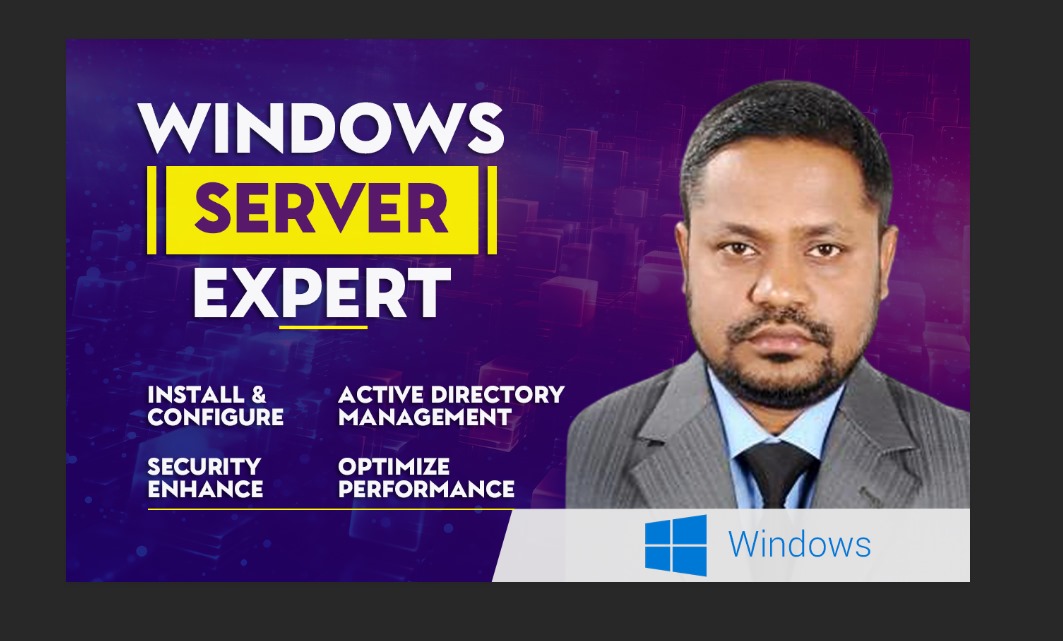 WINDOWS
SERVER
EXPERT
INSTALL &
CONFIGURE
ACTIVE DIRECTORY
MANAGEMENT
SECURITY
ENHANCE
OPTIMIZE
PERFORMANCE
Windows